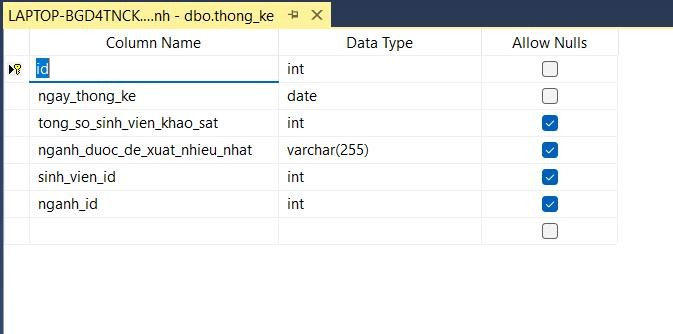 LAPTOP-BGD4TNCK....nh - dbo.thong_ke
Column Name Data Type Allow Nulls
id int
ngay_thong_ke date
tong_so_sinh_vien_khao_sat int
nganh_duoc_de_xuat_nhieu_nhat varchar(255)
sinh_vien_id int
nganh_id int